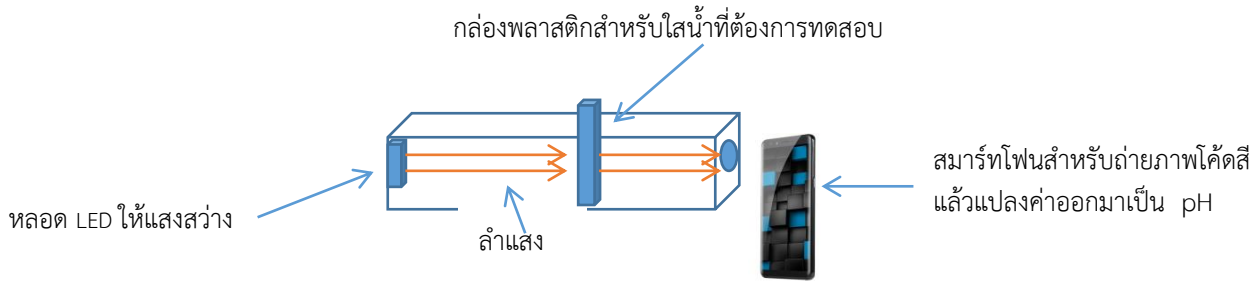 กล่องพลาสติกสำหรับใสน้ำที่ต้องการทดสอบ
สมาร์ทโฟนสำหรับถ่ายภาพโค้ดสี
แล้วแปลงค่าออกมาเป็น pH
หลอด LED ให้แสงสว่าง
ลำแสง